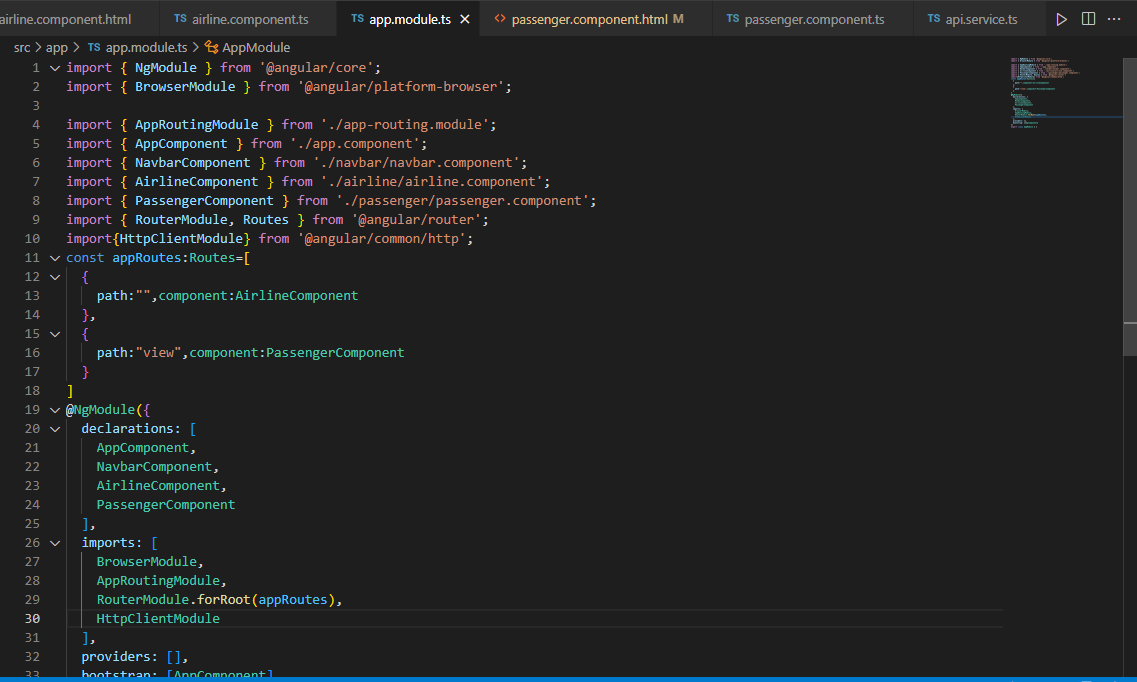 airline.component.html TS airline.component.ts TS app.module.ts × <> passenger.component.html M TS passenger.component.ts TS api.service.ts ...
src > app > TS app.module.ts > AppModule
1 import { NgModule } from '@angular/core';
2 import { BrowserModule } from '@angular/platform-browser';
3
4 import { AppRoutingModule } from './app-routing.module';
5 import { AppComponent } from './app.component';
6 import { NavbarComponent } from './navbar/navbar.component';
7 import { AirlineComponent } from './airline/airline.component';
8 import { PassengerComponent } from './passenger/passenger.component';
9 import { RouterModule, Routes } from '@angular/router';
10 import{HttpClientModule} from '@angular/common/http';
11 const appRoutes:Routes=[
12 {
13 path:"",component:AirlineComponent
14 },
15 {
16 path:"view",component:PassengerComponent
17 }
18 ]
19 @NgModule({
20 declarations: [
21 AppComponent,
22 NavbarComponent,
23 AirlineComponent,
24 PassengerComponent
25 ],
26 imports: [
27 BrowserModule,
28 AppRoutingModule,
29 RouterModule.forRoot(appRoutes),
30 HttpClientModule
31 ],
32 providers: [],
33 bootstrap: [AppComponent]